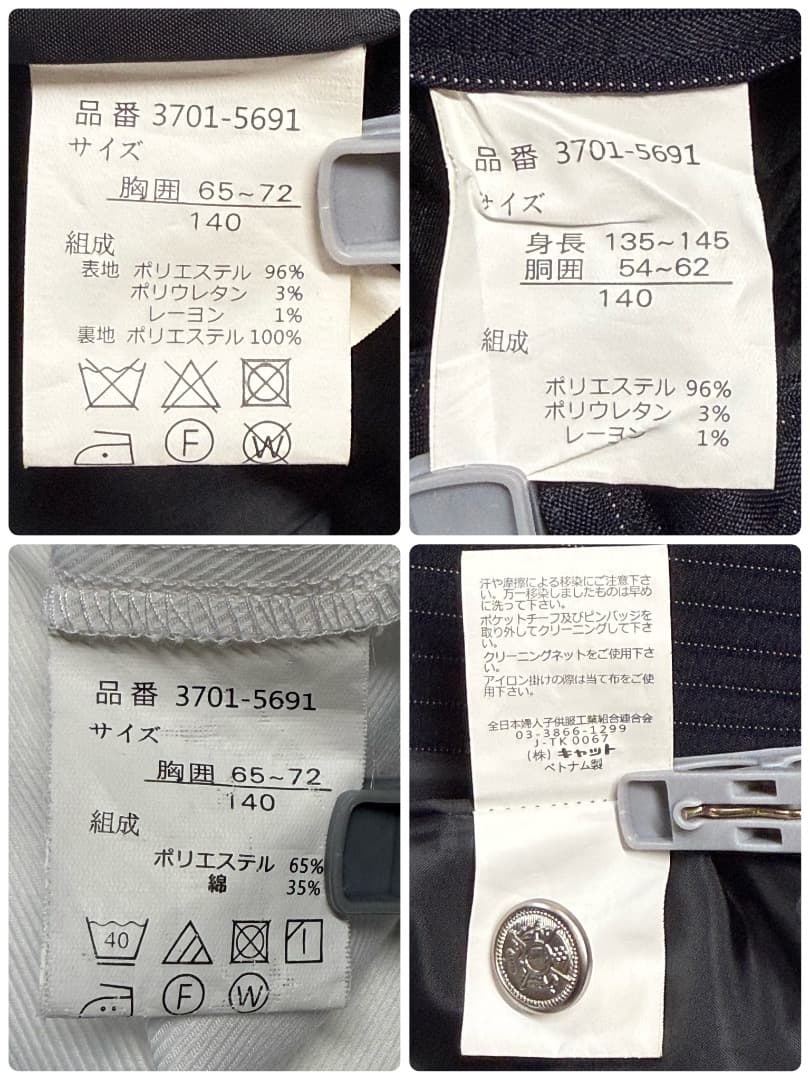 品番 3701-5691
サイズ
胸囲 65~72
140
組成
表地 ポリエステル 96%
ポリウレタン 3%
レーヨン 1%
裏地 ポリエステル 100%
F
W
品番 3701-5691
サイズ
身長 135~145
胴囲 54~62
140
組成
ポリエステル 96%
ポリウレタン 3%
レーヨン 1%
品番 3701-5691
サイズ
胸囲 65~72
140
組成
ポリエステル 65%
綿 35%
40
F
W
汗や摩擦による移染にご注意下さ
い。万一移染しましたものは早め
に洗って下さい。
ポケットチーフ及びピンバッジを
取り外してクリーニングして下さ
い。
クリーニングネットをご使用下さ
い。
アイロン掛けの際は当て布をご使
用下さい。
全日本婦人子供服工業組合連合会
03-3866-1299
J-TK0067
(株) キャット
ベトナム製